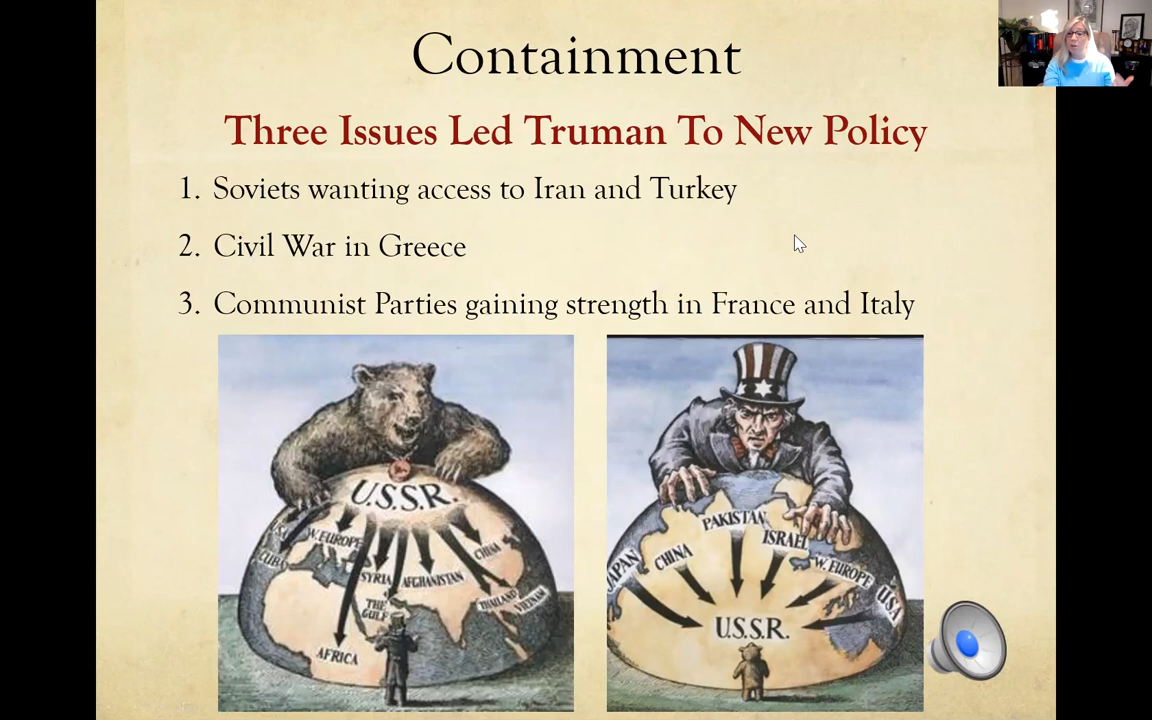 Containment
Three Issues Led Truman To New Policy
1. Soviets wanting access to Iran and Turkey
2. Civil War in Greece
3. Communist Parties gaining strength in France and Italy
U.S.S.R.
CUBA
W. EUROPE
SYRIA
AFGHANISTAN
CHINA
THE
GULF
THAILAND
VIETNAM
AFRICA
PAKISTAN
ISRAEL
JAPAN
CHINA
W. EUROPE
USA
U.S.S.R.